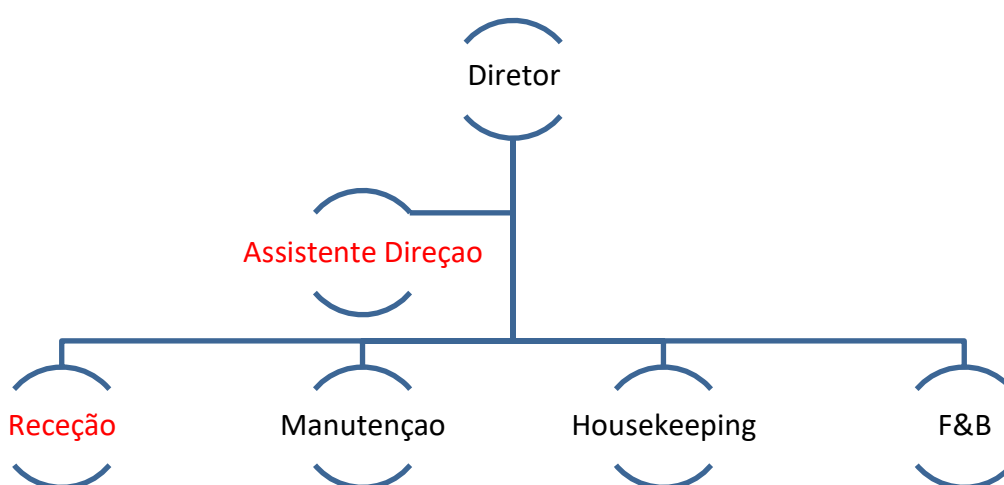 Diretor
Assistente Direçao
Receção
Manutençao
Housekeeping
F&B